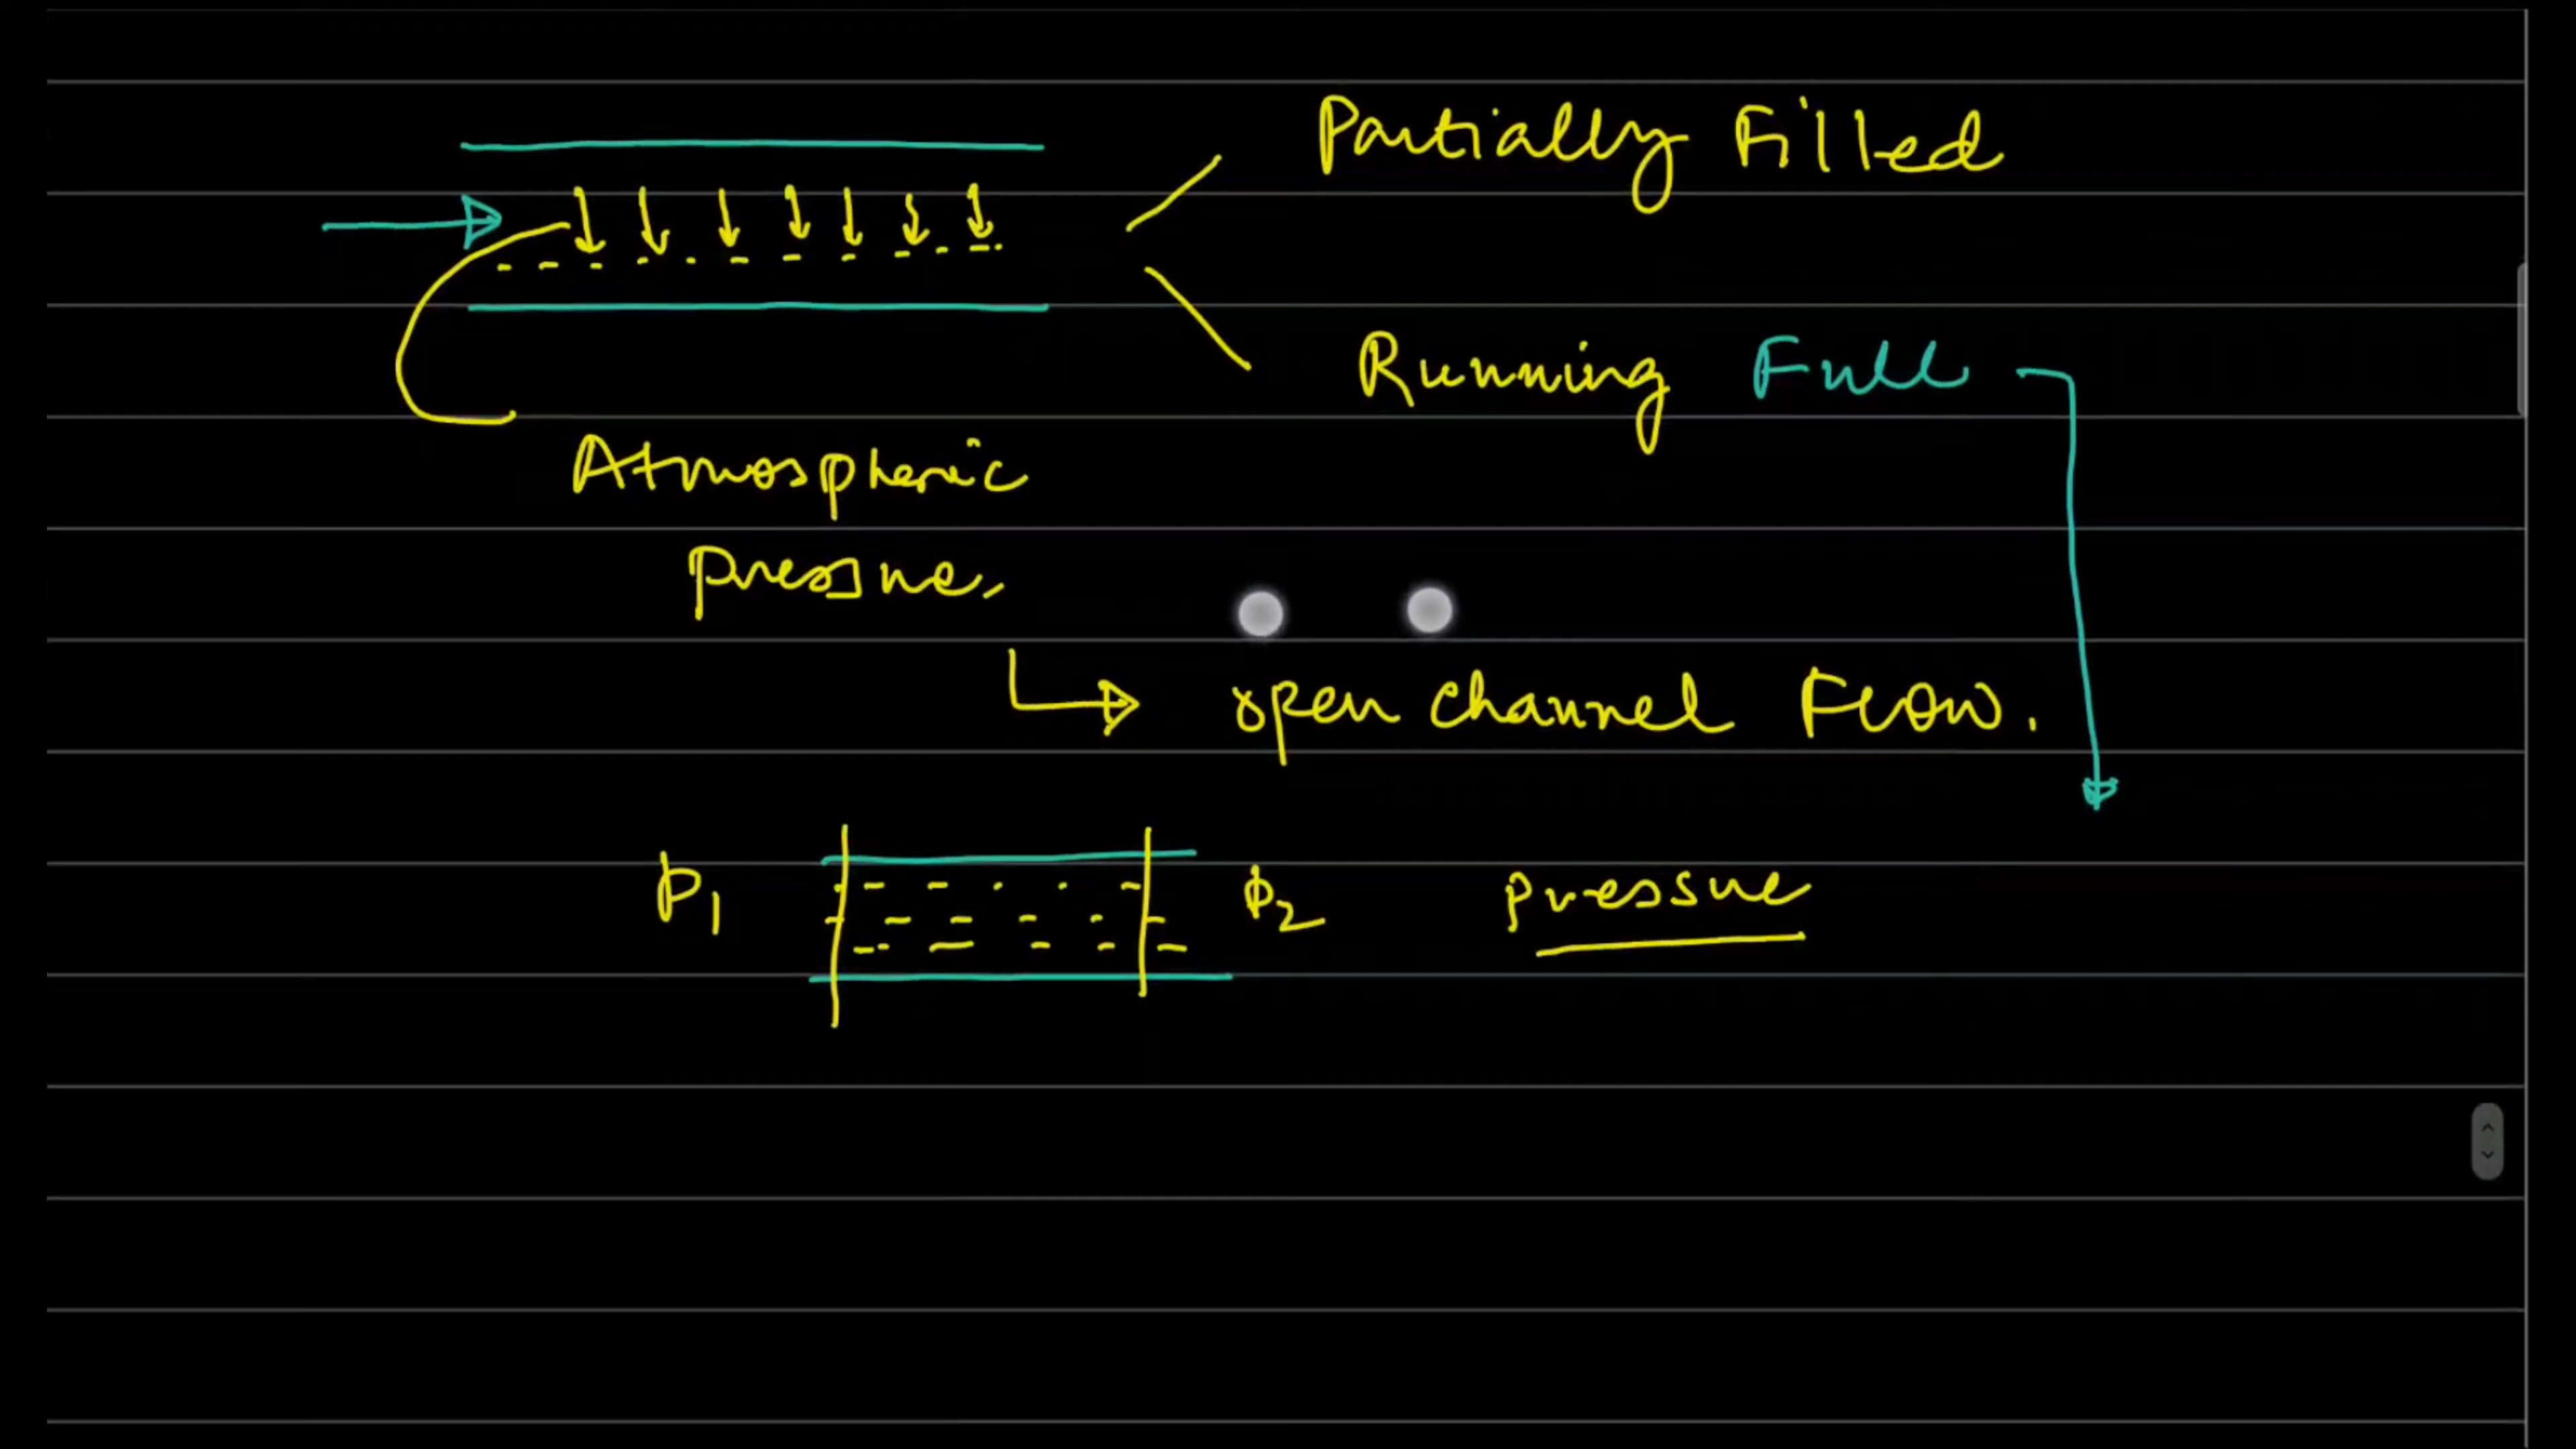 Partially Filled
Running Full
Atmospheric
pressure,
open channel Flow.
P1
P2
pressure